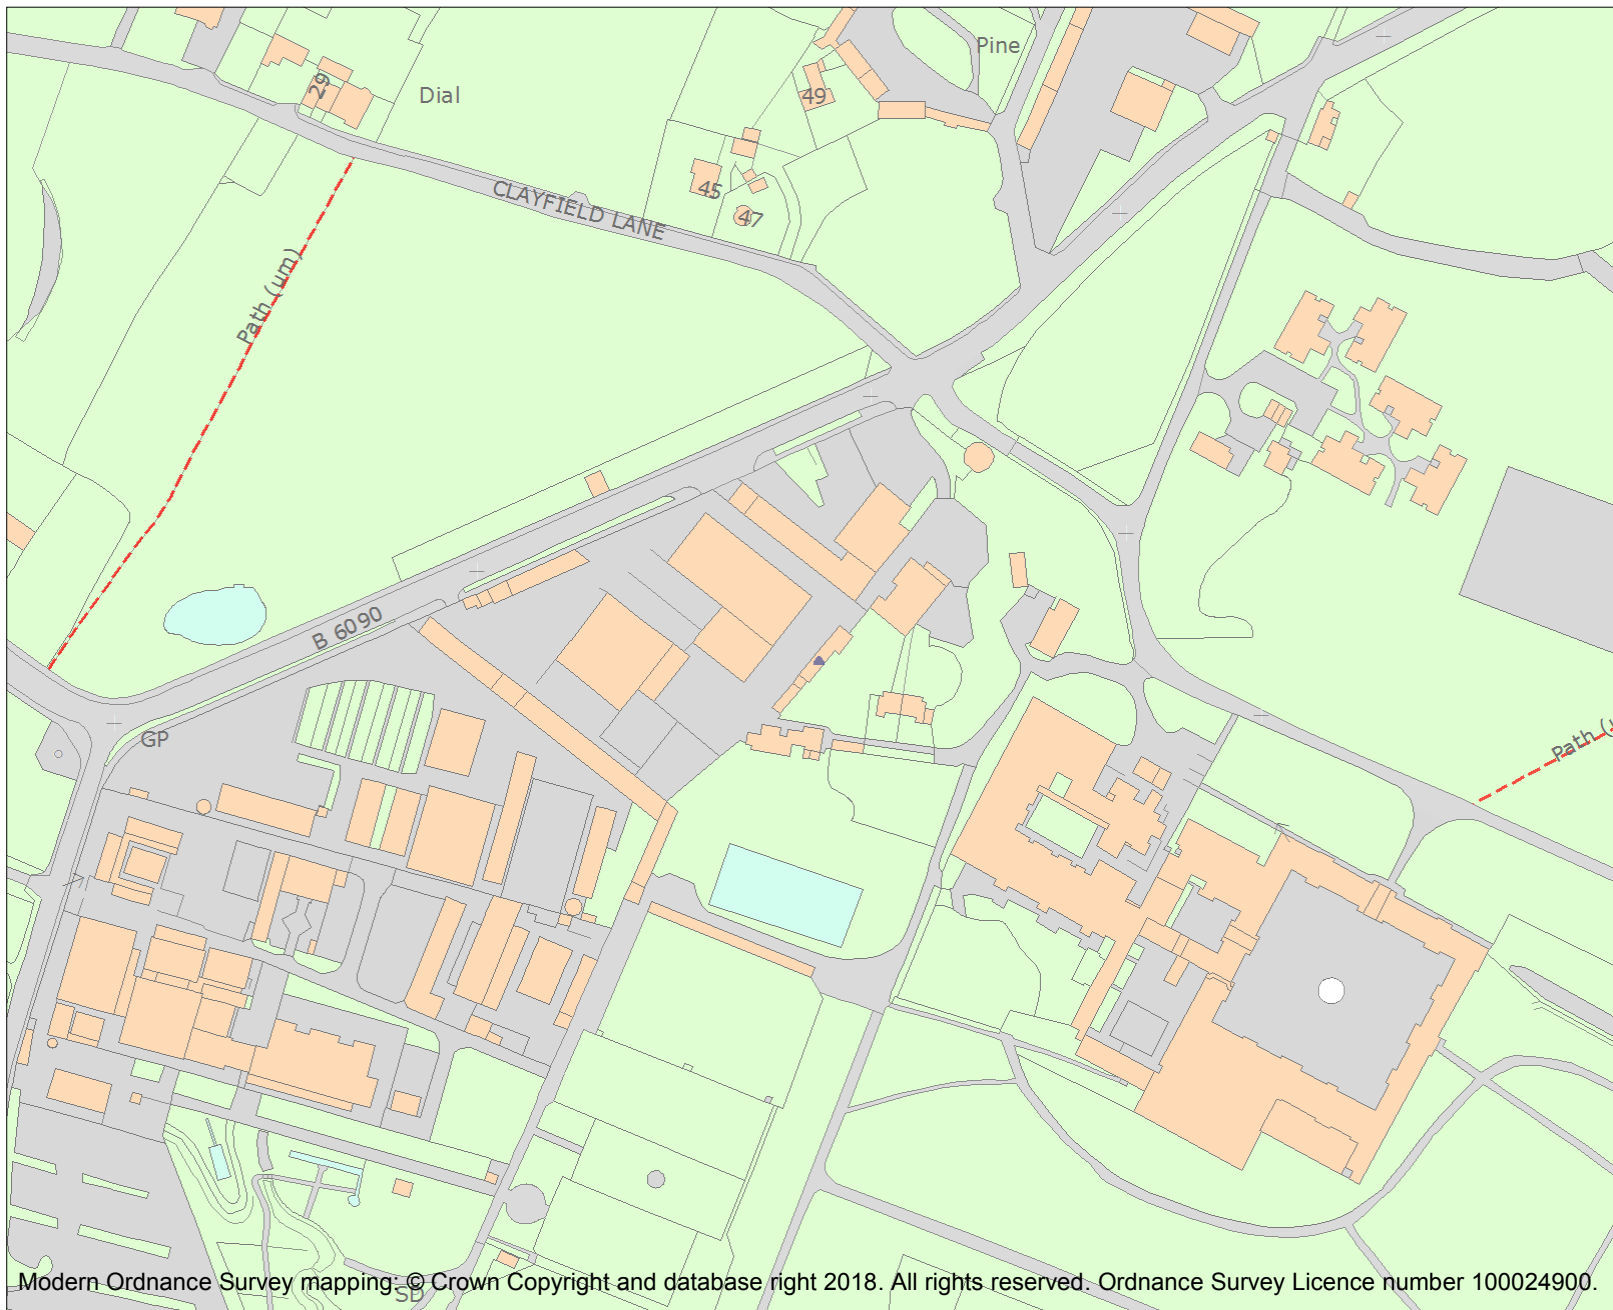 Pine
29
Dial
49
45
CLAYFIELD LANE
47
Path (um)
B 6090
GP
Path (
SD
Modern Ordnance Survey mapping: © Crown Copyright and database right 2018. All rights reserved. Ordnance Survey Licence number 100024900.